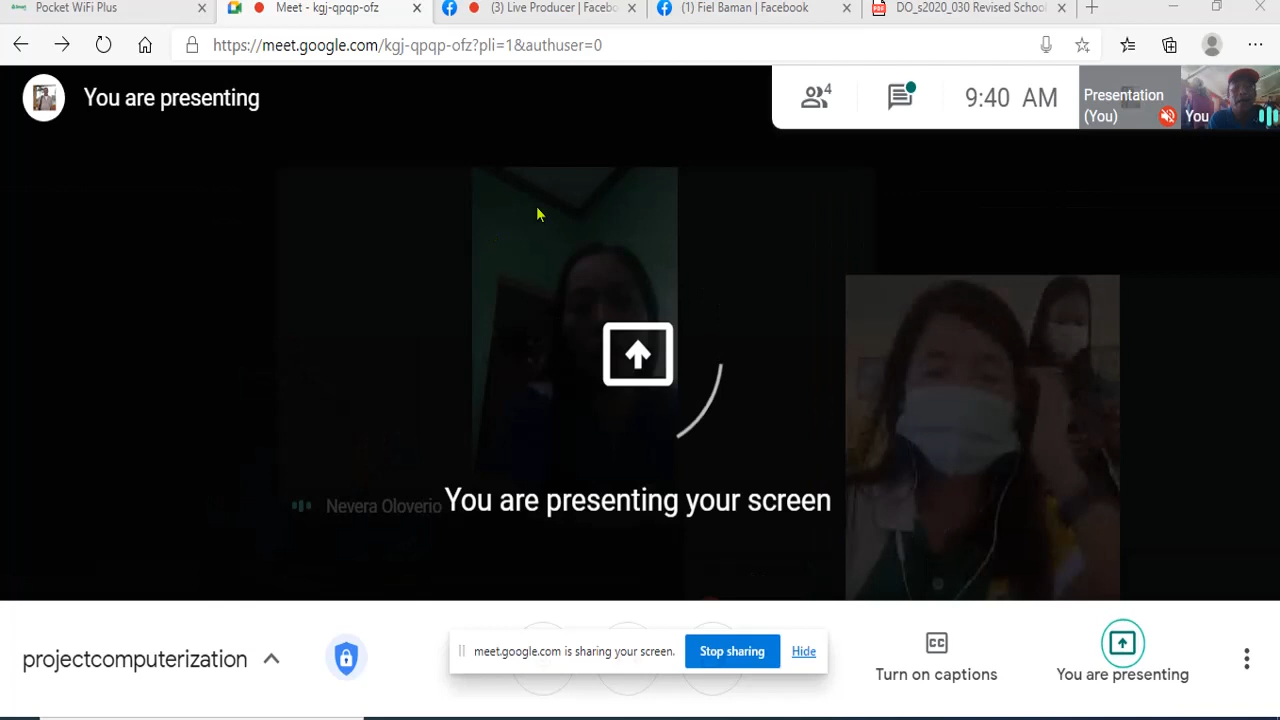 Pocket WiFi Plus
Meet - kgj-qpqp-ofz
(3) Live Producer | Facebo
(1) Fiel Baman | Facebook
DO_s2020_030 Revised School
https://meet.google.com/kgj-qpqp-ofz?pli=1&authuser=0
You are presenting
4
9:40 AM
Presentation
(You)
You
Nevera Oloverio
You are presenting your screen
projectcomputerization
meet.google.com is sharing your screen.
Stop sharing
Hide
Turn on captions
You are presenting